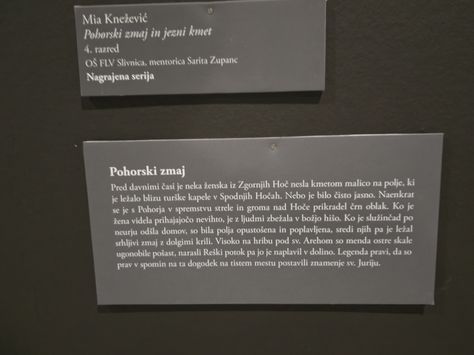 Mia Knežević
Pohorski zmaj in jezni kmet
4. razred
OŠ FLV Slivnica, mentorica Sarita Zupanc
Nagrajena serija
Pohorski zmaj
Pred davnimi časi je neka ženska iz Zgornjih Hoč nesla kmetom malico na polje, ki
je ležalo blizu turške kapele v Spodnjih Hočah. Nebo je bilo čisto jasno. Naenkrat
se je s Pohorja v spremstvu strele in groma nad Hoče prikradel črn oblak. Ko je
žena videla prihajajočo nevihto, je z ljudmi zbežala v božjo hišo. Ko je služinčad po
neurju odšla domov, so bila polja opustošena in poplavljena, sredi njih pa je ležal
srhljivi zmaj z dolgimi krili. Visoko na hribu pod sv. Arehom so menda ostre skale
ugonobile pošast, narasli Reški potok pa jo je naplavil v dolino. Legenda pravi, da so
prav v spomin na ta dogodek na tistem mestu postavili znamenje sv. Juriju.